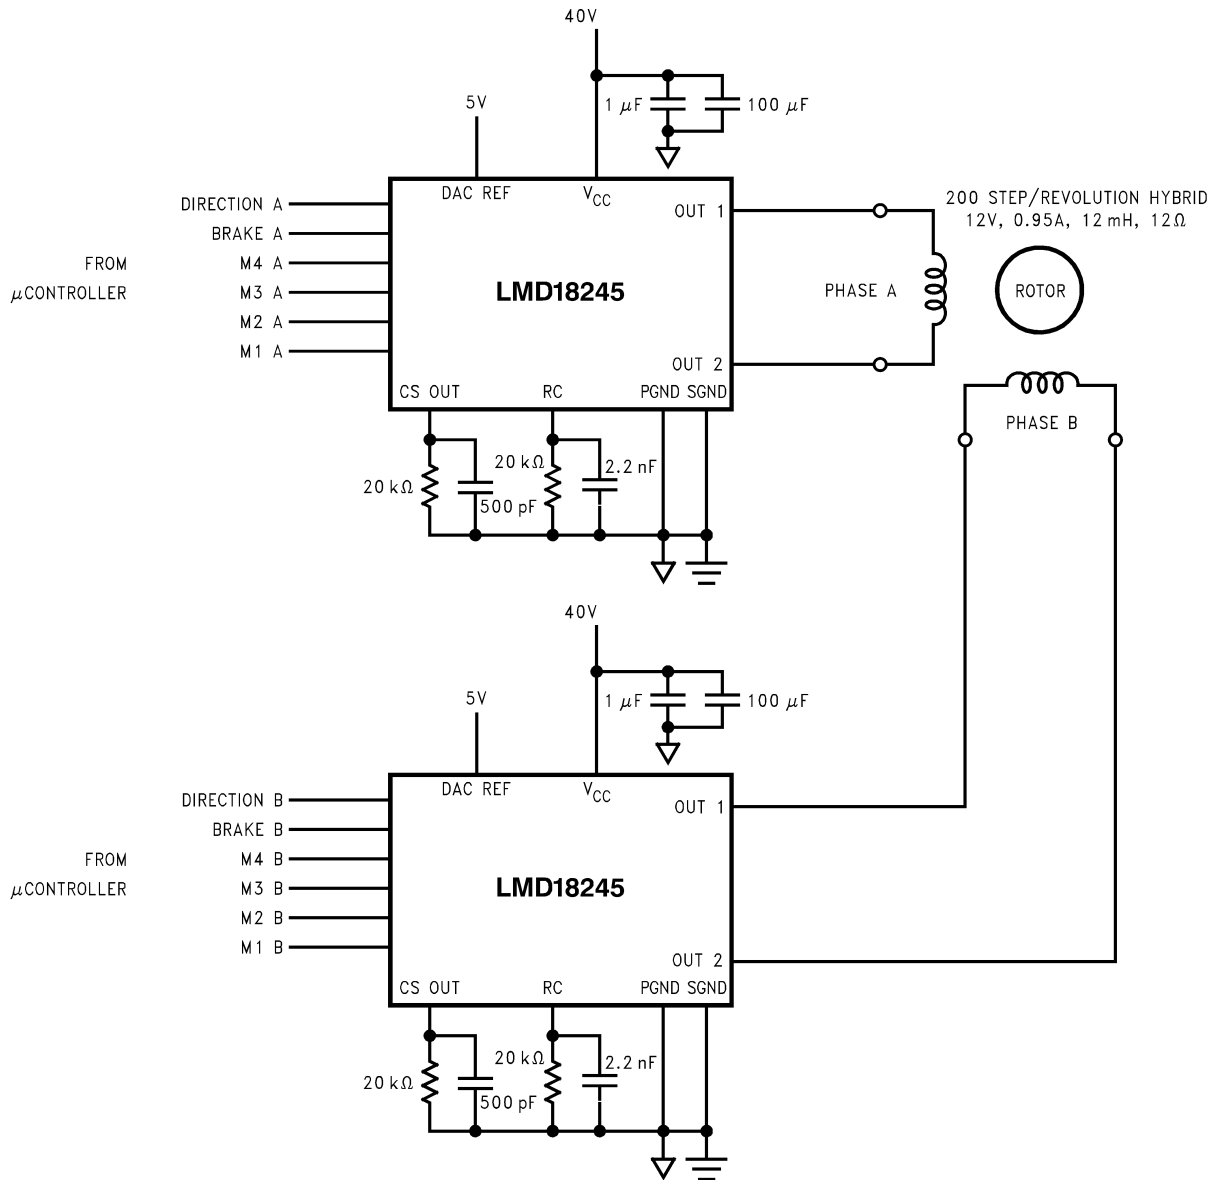 40V
1 μF
100 μF
5V
DAC REF
VCC
DIRECTION A
BRAKE A
M4 A
M3 A
M2 A
M1 A
FROM
μCONTROLLER
LMD18245
OUT 1
OUT 2
CS OUT
RC
PGND
SGND
20 kΩ
500 pF
20 kΩ
2.2 nF
PHASE A
200 STEP/REVOLUTION HYBRID
12V, 0.95A, 12 mH, 12Ω
ROTOR
PHASE B
40V
1 μF
100 μF
5V
DAC REF
VCC
DIRECTION B
BRAKE B
M4 B
M3 B
M2 B
M1 B
FROM
μCONTROLLER
LMD18245
OUT 1
OUT 2
CS OUT
RC
PGND
SGND
20 kΩ
500 pF
20 kΩ
2.2 nF